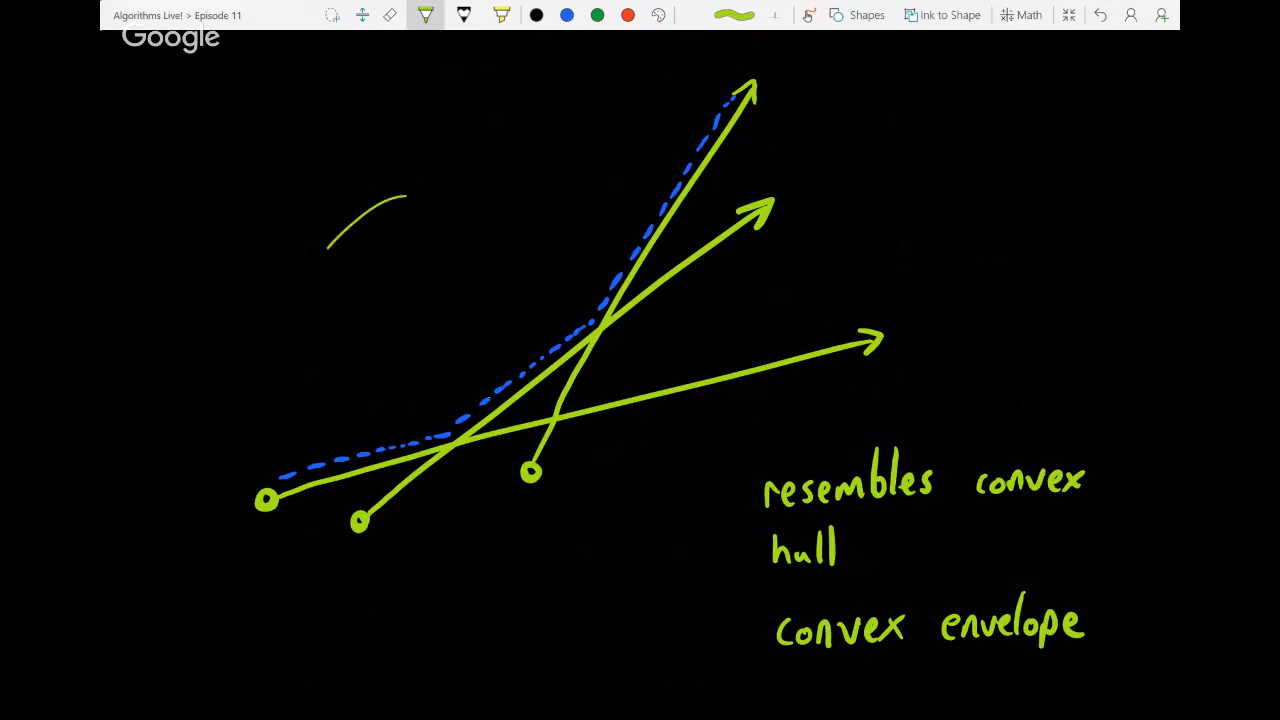 Algorithms Live! > Episode 11
Shapes
Ink to Shape
Math
Google
resembles convex
hull
convex envelope